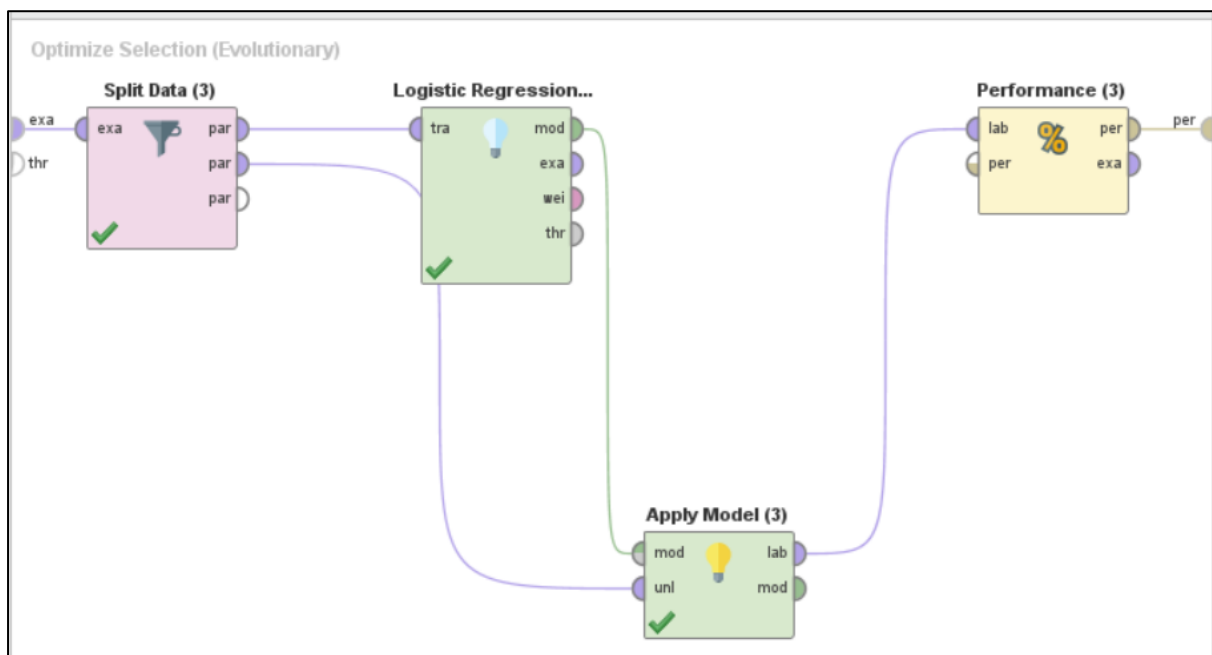 Optimize Selection (Evolutionary)
Split Data (3)
Logistic Regression...
Performance (3)
exa
thr
exa
par
par
par
tra
mod
exa
wei
thr
lab
per
per
exa
per
Apply Model (3)
mod
unl
lab
mod